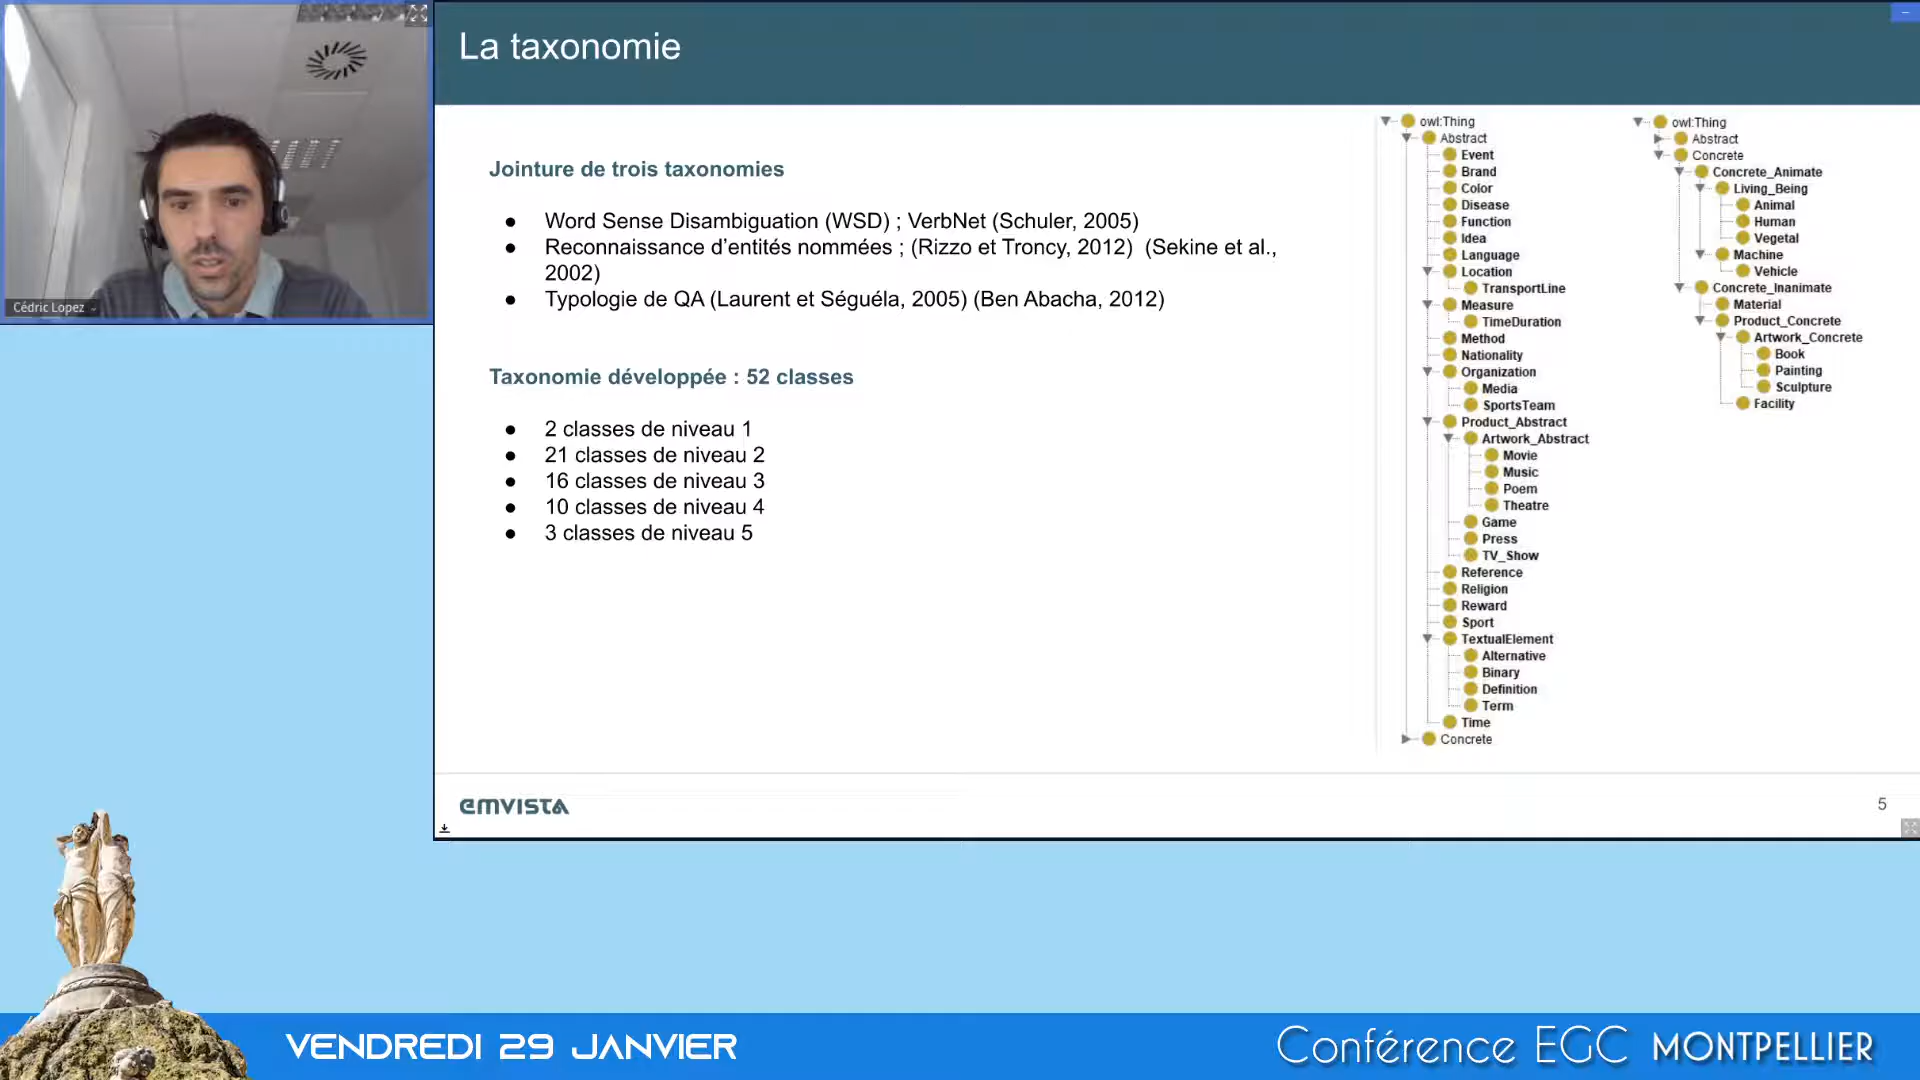 Cédric Lopez
La taxonomie
Jointure de trois taxonomies
● Word Sense Disambiguation (WSD) ; VerbNet (Schuler, 2005)
● Reconnaissance d'entités nommées ; (Rizzo et Troncy, 2012) (Sekine et al.,
2002)
● Typologie de QA (Laurent et Séguéla, 2005) (Ben Abacha, 2012)
Taxonomie développée : 52 classes
● 2 classes de niveau 1
● 21 classes de niveau 2
● 16 classes de niveau 3
● 10 classes de niveau 4
● 3 classes de niveau 5
owl:Thing
Abstract
Event
Brand
Color
Disease
Function
Idea
Language
Location
TransportLine
Measure
TimeDuration
Method
Nationality
Organization
Media
SportsTeam
Product_Abstract
Artwork_Abstract
Movie
Music
Poem
Theatre
Game
Press
TV_Show
Reference
Religion
Reward
Sport
TextualElement
Alternative
Binary
Definition
Term
Time
Concrete
owl:Thing
Abstract
Concrete
Concrete_Animate
Living_Being
Animal
Human
Vegetal
Machine
Vehicle
Concrete_Inanimate
Material
Product_Concrete
Artwork_Concrete
Book
Painting
Sculpture
Facility
emvista
5
VENDREDI 29 JANVIER
Conférence EGC MONTPELLIER